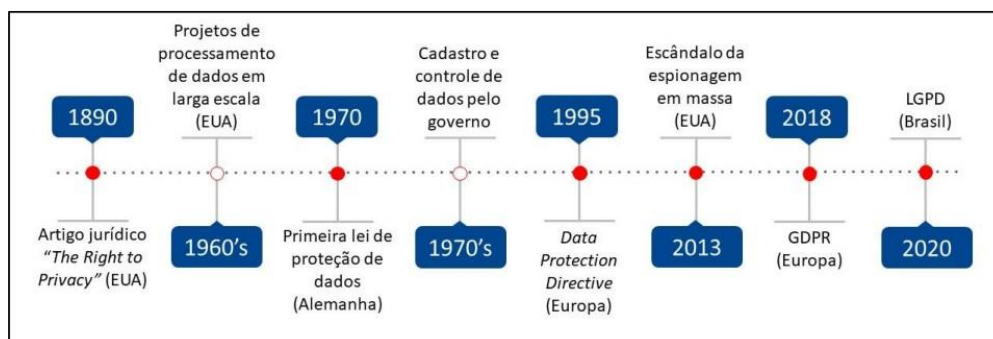 1890
Artigo jurídico
“The Right to
Privacy” (EUA)
Projetos de
processamento
de dados em
larga escala
(EUA)
1960’s
1970
Primeira lei de
proteção de
dados
(Alemanha)
Cadastro e
controle de
dados pelo
governo
1970’s
1995
Data
Protection
Directive
(Europa)
Escândalo da
espionagem
em massa
(EUA)
2013
2018
GDPR
(Europa)
LGPD
(Brasil)
2020